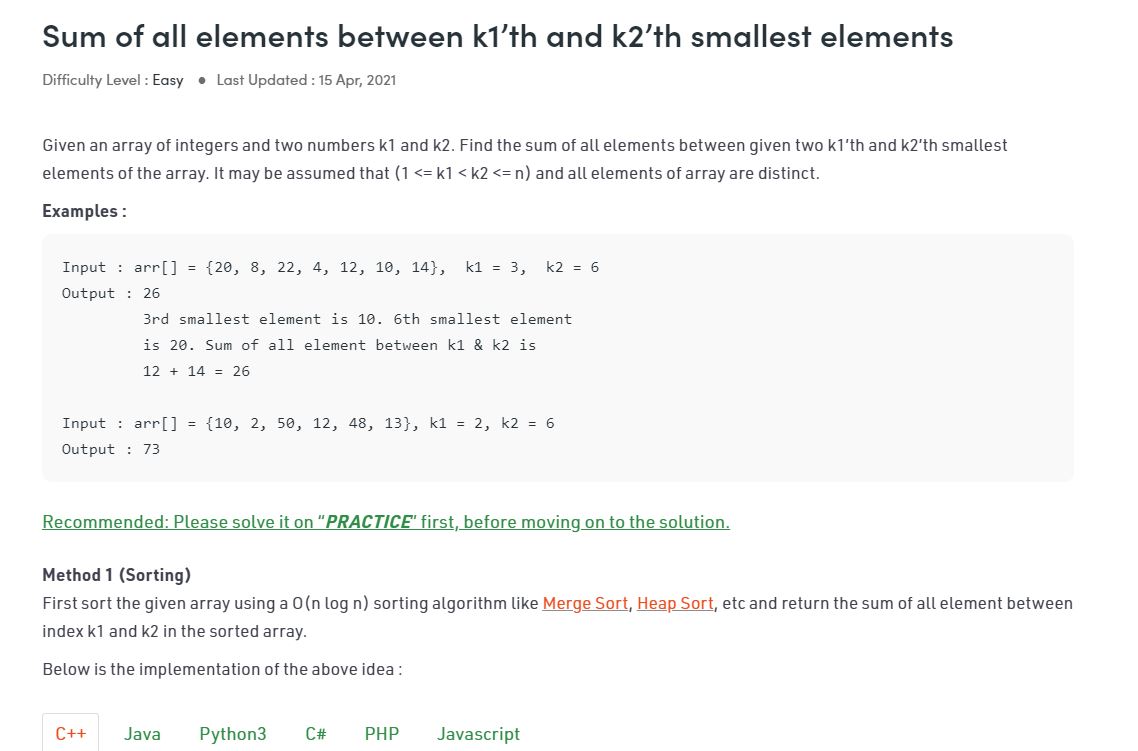 Sum of all elements between k1’th and k2’th smallest elements
Difficulty Level : Easy ● Last Updated : 15 Apr, 2021
Given an array of integers and two numbers k1 and k2. Find the sum of all elements between given two k1’th and k2’th smallest
elements of the array. It may be assumed that (1 <= k1 < k2 <= n) and all elements of array are distinct.
Examples :
Input : arr[] = {20, 8, 22, 4, 12, 10, 14},  k1 = 3,  k2 = 6
Output : 26
3rd smallest element is 10. 6th smallest element
is 20. Sum of all element between k1 & k2 is
12 + 14 = 26
Input : arr[] = {10, 2, 50, 12, 48, 13}, k1 = 2, k2 = 6
Output : 73
Recommended: Please solve it on “PRACTICE” first, before moving on to the solution.
Method 1 (Sorting)
First sort the given array using a O(n log n) sorting algorithm like Merge Sort, Heap Sort, etc and return the sum of all element between
index k1 and k2 in the sorted array.
Below is the implementation of the above idea :
C++ Java Python3 C# PHP Javascript